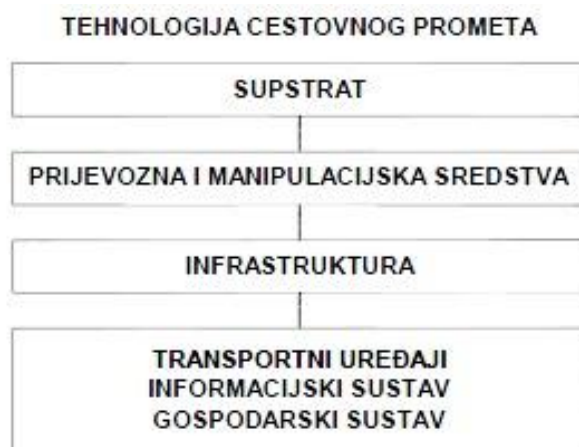 TEHNOLOGIJA CESTOVNOG PROMETA
SUPSTRAT
PRIJEVOZNA I MANIPULACIJSKA SREDSTVA
INFRASTRUKTURA
TRANSPORTNI UREĐAJI
INFORMACIJSKI SUSTAV
GOSPODARSKI SUSTAV